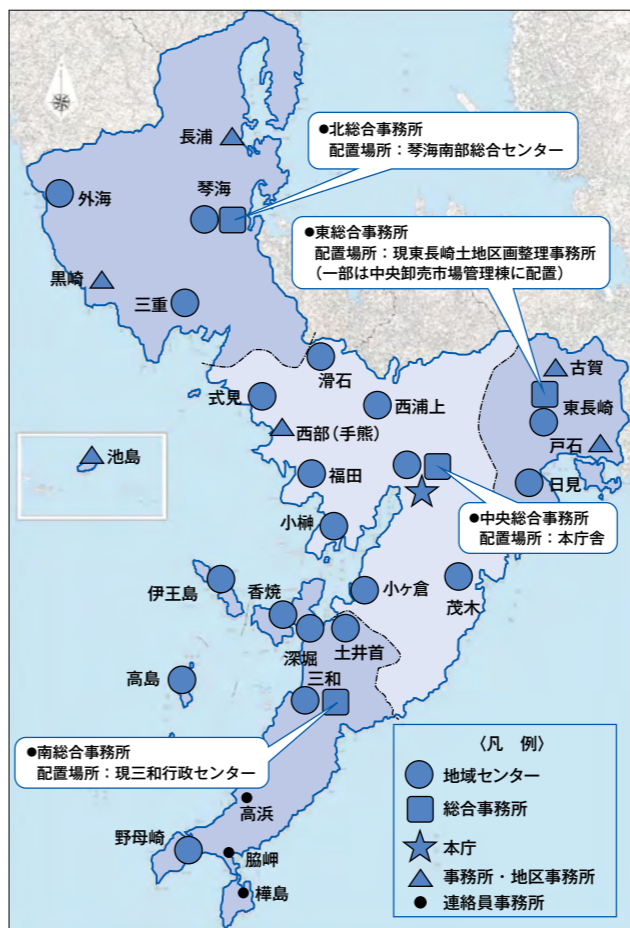 長浦
●北総合事務所
配置場所：琴海南部総合センター
琴海
外海
●東総合事務所
配置場所：現東長崎土地区画整理事務所
（一部は中央卸売市場管理棟に配置）
黒崎
三重
滑石
古賀
式見
西浦上
東長崎
西部（手熊）
戸石
池島
福田
日見
小榊
●中央総合事務所
配置場所：本庁舎
伊王島
香焼
小ヶ倉
茂木
深堀
土井首
高島
三和
●南総合事務所
配置場所：現三和行政センター
高浜
野母崎
脇岬
樺島
〈凡　例〉
地域センター
総合事務所
本庁
事務所・地区事務所
連絡員事務所